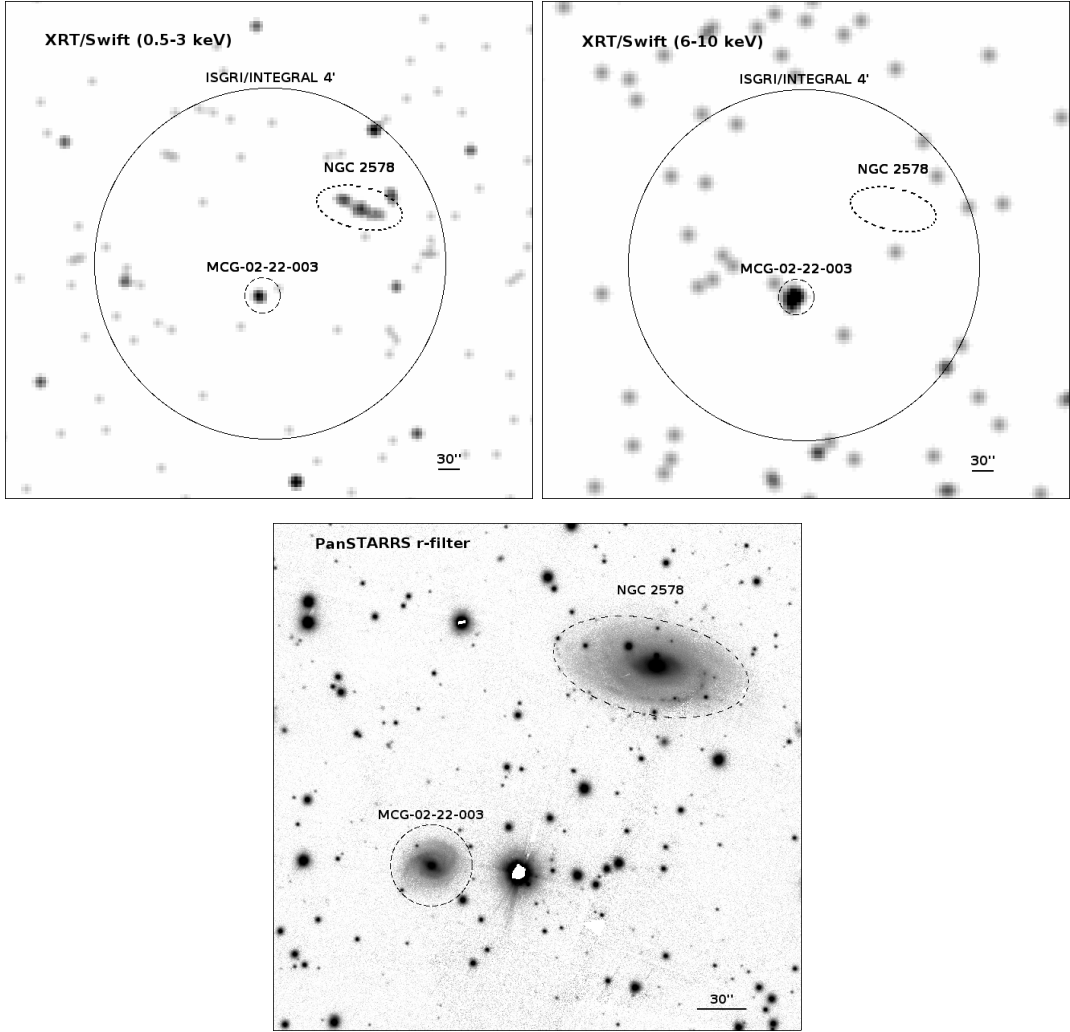 XRT/Swift (0.5-3 keV)
ISGRI/INTEGRAL 4'
NGC 2578
MCG-02-22-003
30''
XRT/Swift (6-10 keV)
ISGRI/INTEGRAL 4'
NGC 2578
MCG-02-22-003
30''
PanSTARRS r-filter
NGC 2578
MCG-02-22-003
30''